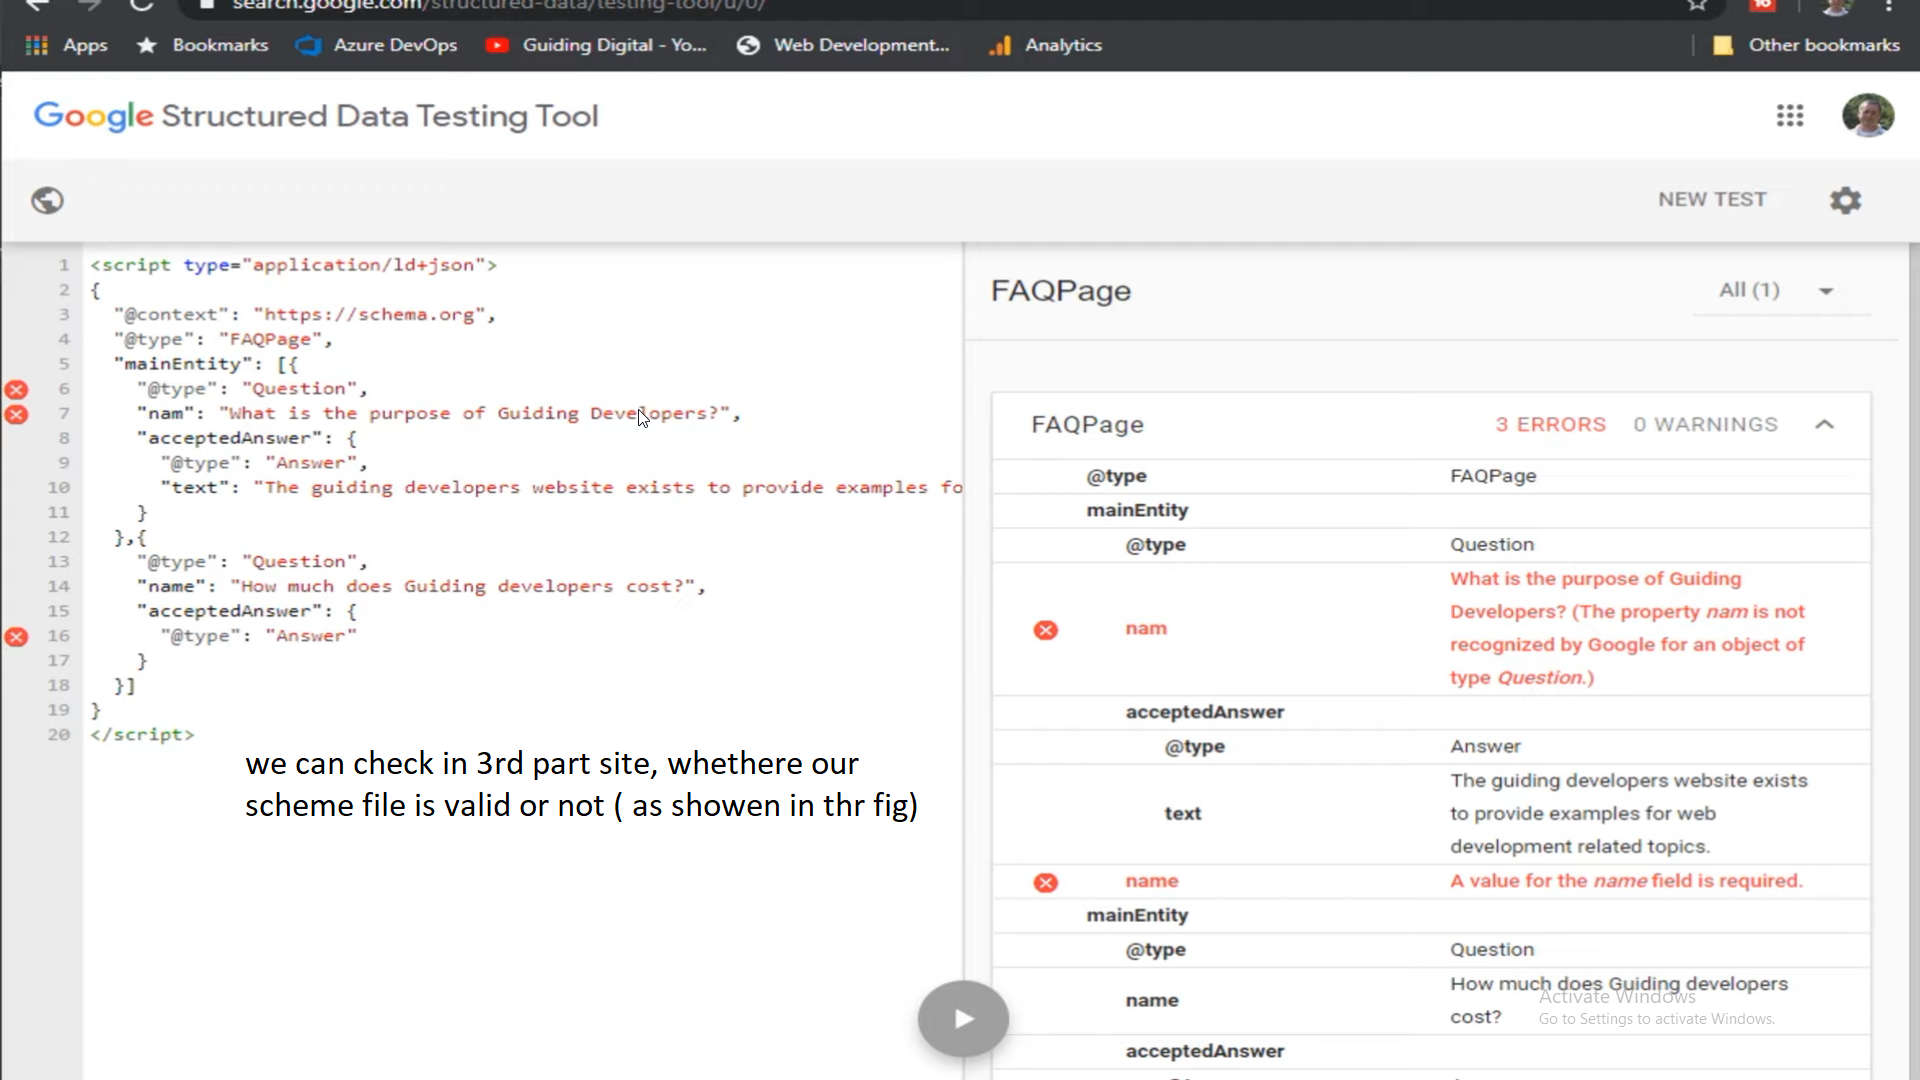 search.google.com/structured-data/testing-tool/u/0/
Apps Bookmarks Azure DevOps Guiding Digital - Yo... Web Development... Analytics Other bookmarks
Google Structured Data Testing Tool
NEW TEST
1 <script type="application/ld+json">
2 {
3 "@context": "https://schema.org",
4 "@type": "FAQPage",
5 "mainEntity": [{
6 "@type": "Question",
7 "nam": "What is the purpose of Guiding Developers?",
8 "acceptedAnswer": {
9 "@type": "Answer",
10 "text": "The guiding developers website exists to provide examples fo
11 }
12 },{
13 "@type": "Question",
14 "name": "How much does Guiding developers cost?",
15 "acceptedAnswer": {
16 "@type": "Answer"
17 }
18 }]
19 }
20 </script>
we can check in 3rd part site, whethere our
scheme file is valid or not ( as showen in thr fig)
FAQPage All (1)
FAQPage 3 ERRORS 0 WARNINGS
@type FAQPage
mainEntity
@type Question
What is the purpose of Guiding
Developers? (The property nam is not
nam
recognized by Google for an object of
type Question.)
acceptedAnswer
@type Answer
The guiding developers website exists
text to provide examples for web
development related topics.
name A value for the name field is required.
mainEntity
@type Question
How much does Guiding developers
name
cost?
Activate Windows
Go to Settings to activate Windows.
acceptedAnswer